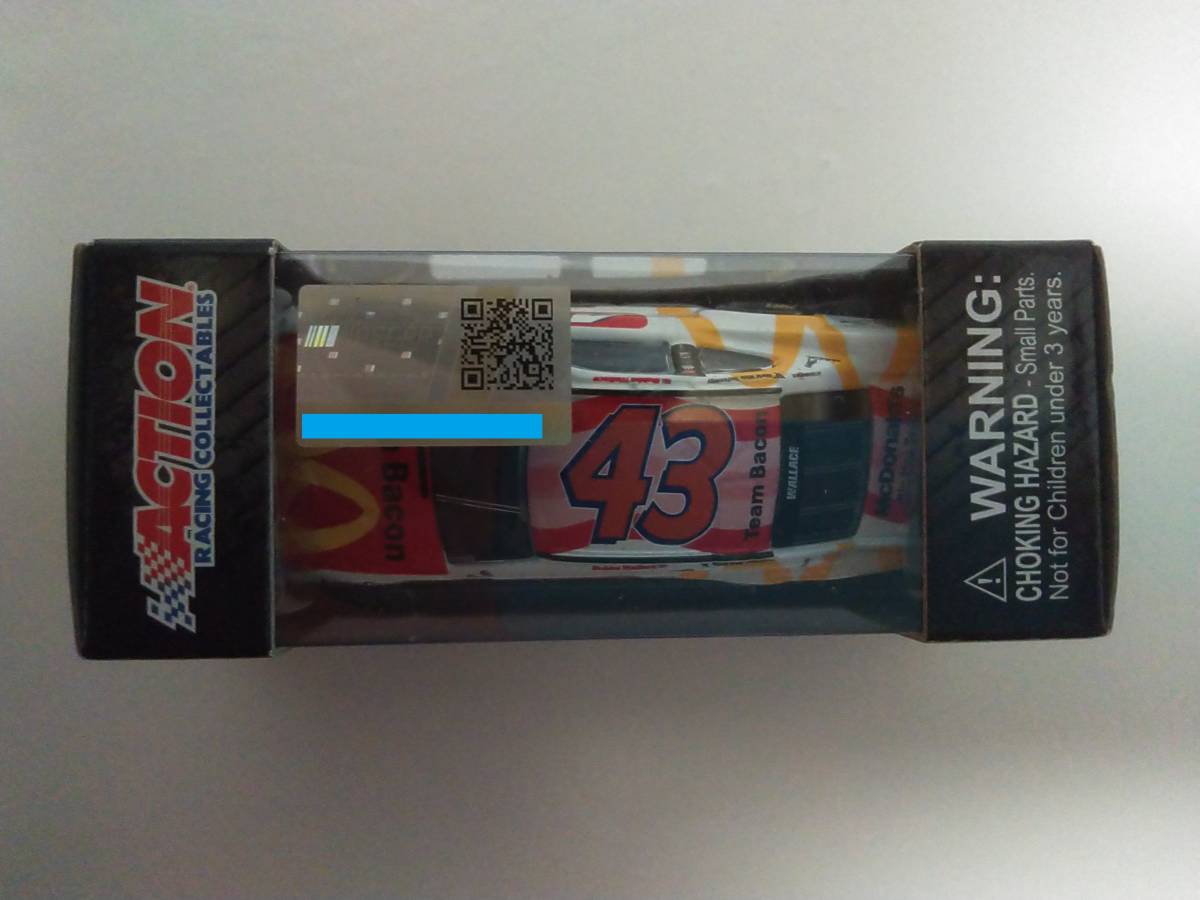 ACTION
RACING COLLECTABLES
Bacon
43
Team Bacon
WALLACE
McDonald's
WARNING:
CHOKING HAZARD - Small Parts.
Not for Children under 3 years.